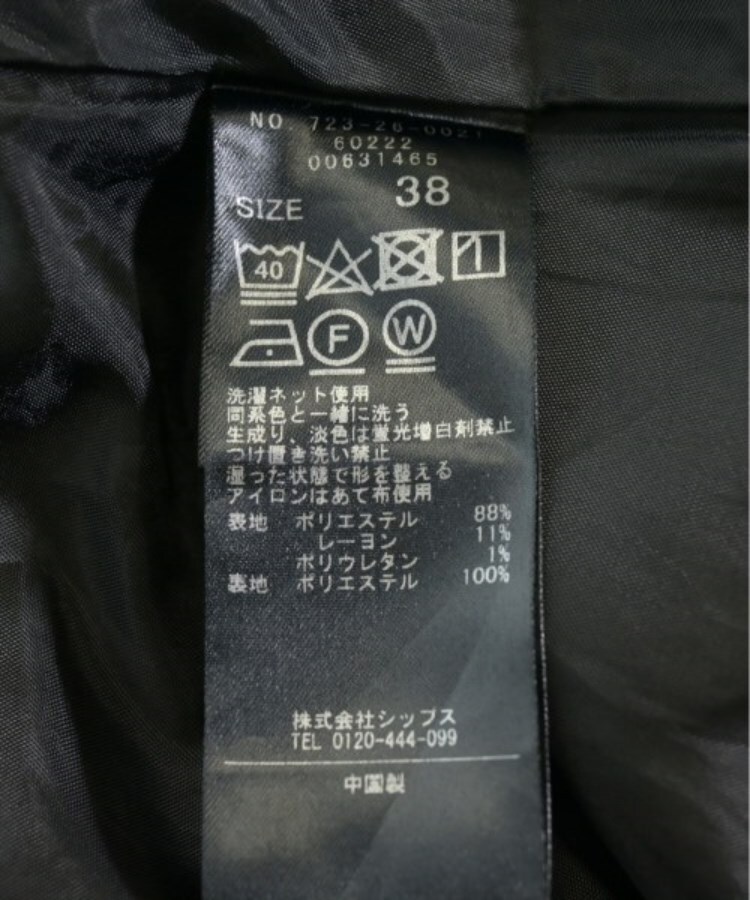 NO. 723-26-0021
60222
00631465
SIZE 38
40
F W
洗濯ネット使用
同系色と一緒に洗う
生成り、淡色は蛍光増白剤禁止
つけ置き洗い禁止
湿った状態で形を整える
アイロンはあて布使用
表地 ポリエステル 88%
レーヨン 11%
ポリウレタン 1%
裏地 ポリエステル 100%
株式会社シップス
TEL 0120-444-099
中国製